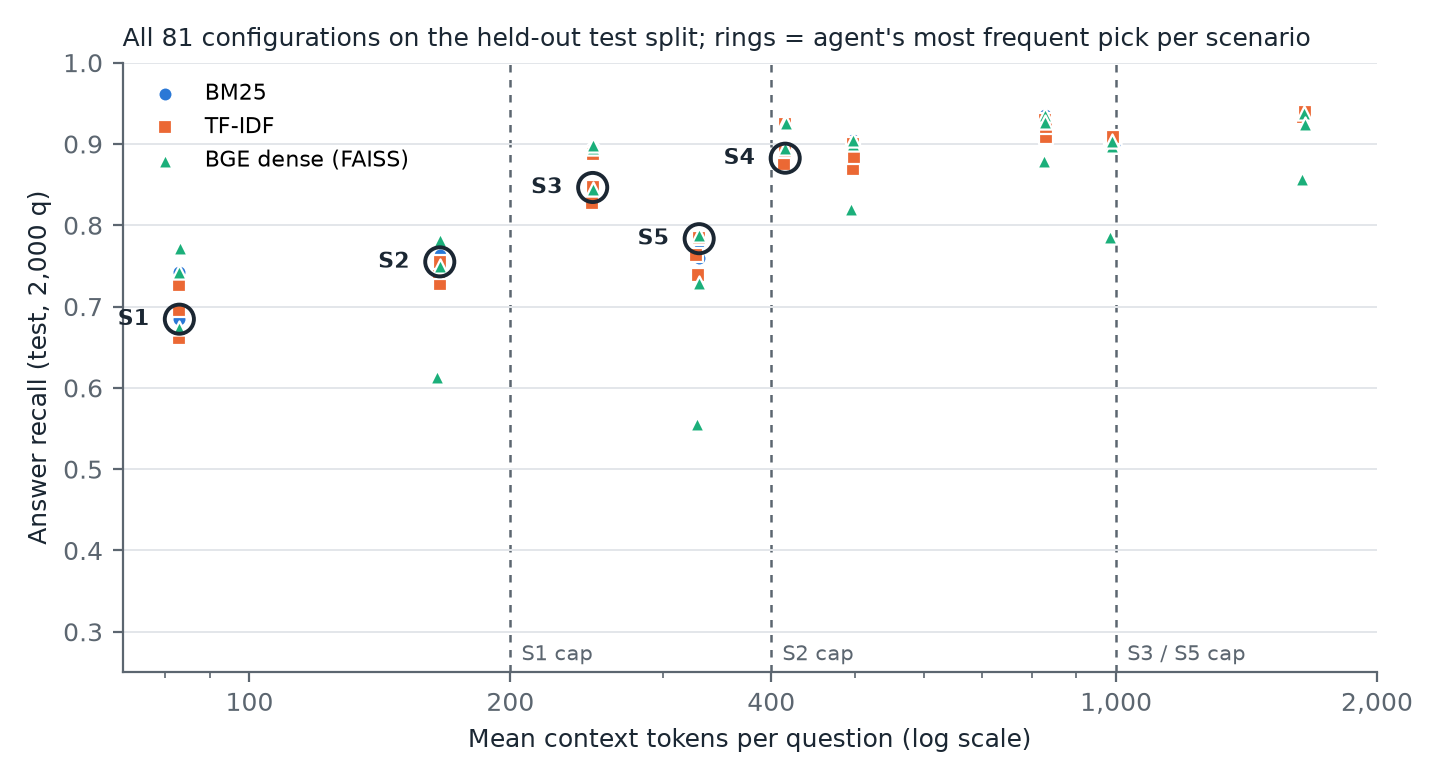 All 81 configurations on the held-out test split; rings = agent's most frequent pick per scenario
1.0
0.9
0.8
0.7
0.6
0.5
0.4
0.3
Answer recall (test, 2,000 q)
BM25
TF-IDF
BGE dense (FAISS)
S1
S2
S3
S5
S4
S1 cap
S2 cap
S3 / S5 cap
100
200
400
1,000
2,000
Mean context tokens per question (log scale)